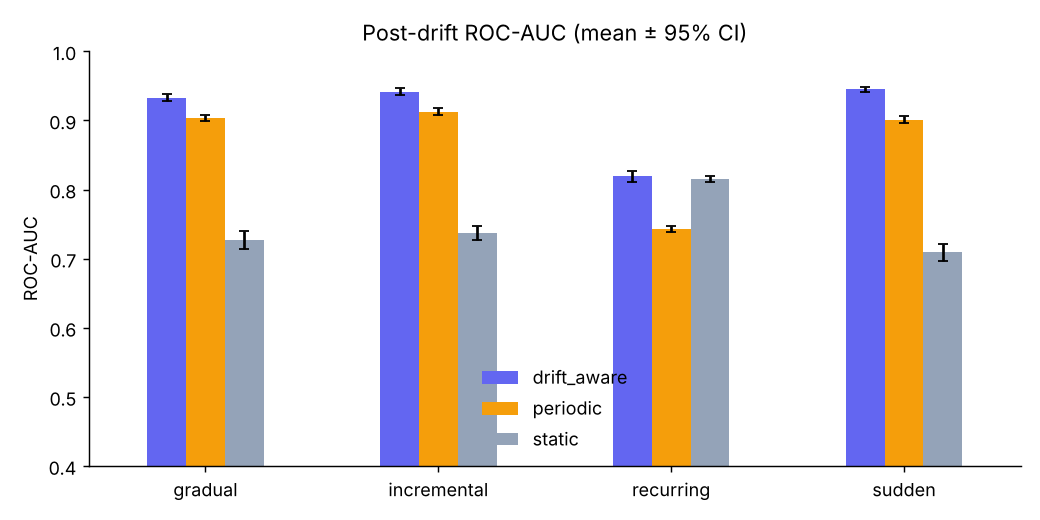 Post-drift ROC-AUC (mean ± 95% CI)
ROC-AUC
1.0
0.9
0.8
0.7
0.6
0.5
0.4
drift_aware
periodic
static
gradual
incremental
recurring
sudden